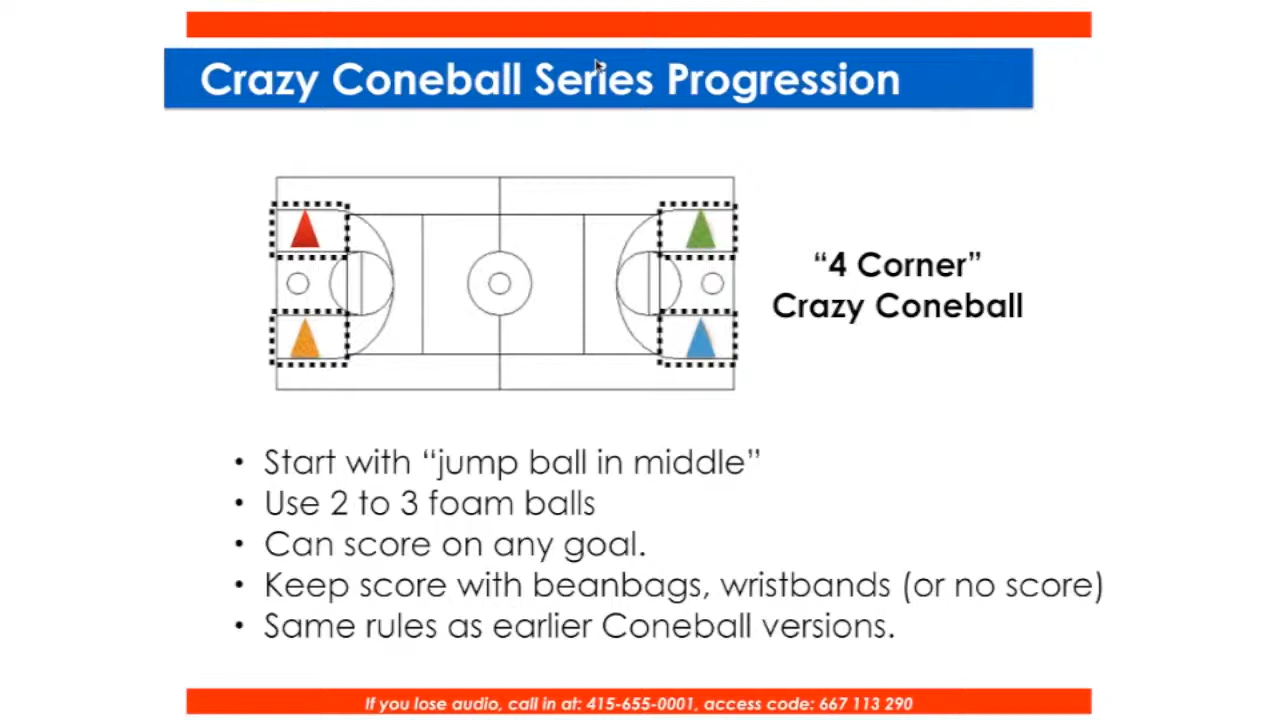 Crazy Coneball Series Progression
“4 Corner”
Crazy Coneball
• Start with “jump ball in middle”
• Use 2 to 3 foam balls
• Can score on any goal.
• Keep score with beanbags, wristbands (or no score)
• Same rules as earlier Coneball versions.
If you lose audio, call in at: 415-655-0001, access code: 667 113 290